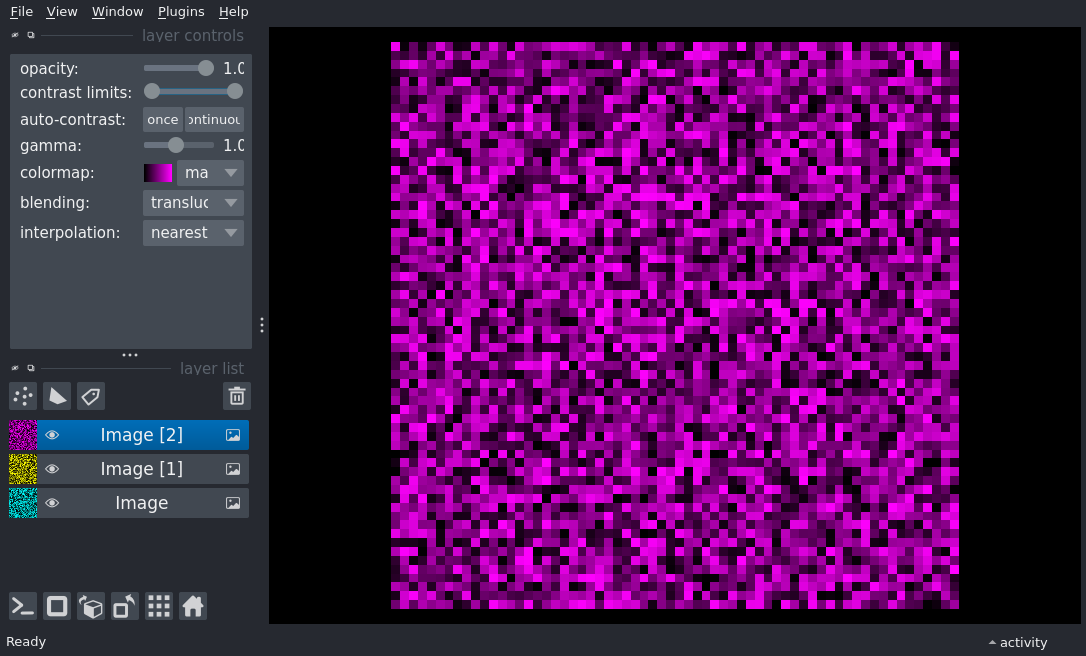 File View Window Plugins Help
layer controls
opacity: 1.0
contrast limits:
auto-contrast: once ontinuou
gamma: 1.0
colormap: ma
blending: transluc
interpolation: nearest
layer list
Image [2]
Image [1]
Image
Ready
activity